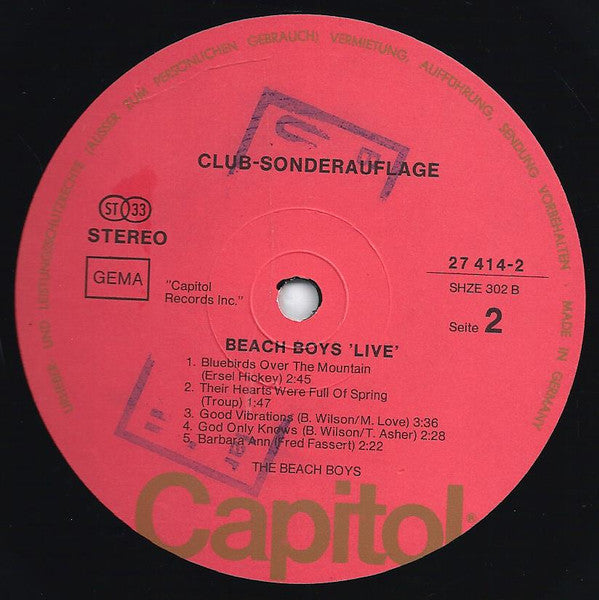 URHEBER- UND LEISTUNGSSCHUTZRECHTE (AUSSER ZUM PERSÖNLICHEN GEBRAUCH) VERMIETUNG, AUFFÜHRUNG, SENDUNG VORBEHALTEN · MADE IN GERMANY
CLUB-SONDERAUFLAGE
ST 33
STEREO
GEMA
"Capitol
Records Inc."
27 414-2
SHZE 302 B
Seite 2
BEACH BOYS 'LIVE'
1. Bluebirds Over The Mountain
(Ersel Hickey) 2:45
2. Their Hearts Were Full Of Spring
(Troup) 1:47
3. Good Vibrations (B. Wilson/M. Love) 3:36
4. God Only Knows (B. Wilson/T. Asher) 2:28
5. Barbara Ann (Fred Fassert) 2:22
THE BEACH BOYS
Capitol®